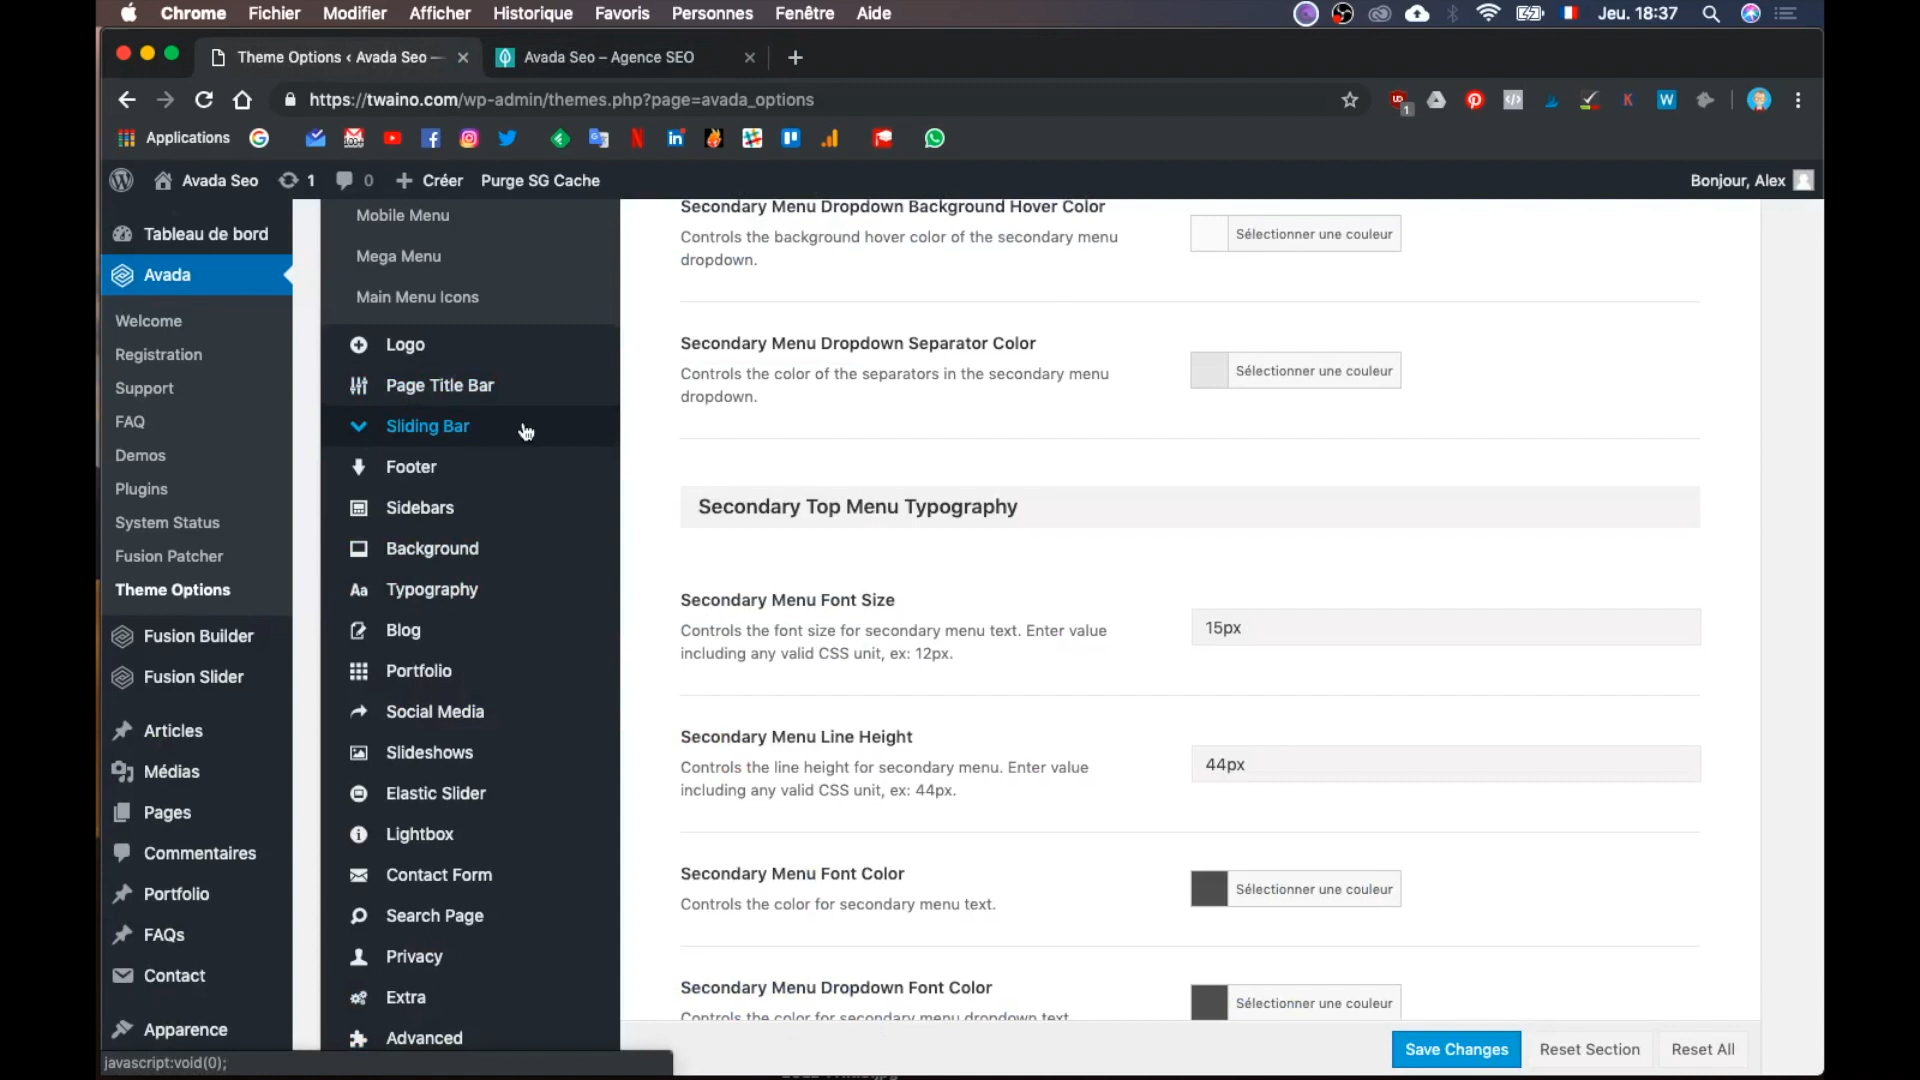 Chrome Fichier Modifier Afficher Historique Favoris Personnes Fenêtre Aide Jeu. 18:37
Theme Options ‹ Avada Seo —
Avada Seo – Agence SEO
https://twaino.com/wp-admin/themes.php?page=avada_options
Applications
Avada Seo 1 0 Créer Purge SG Cache Bonjour, Alex
Tableau de bord
Avada
Welcome
Registration
Support
FAQ
Demos
Plugins
System Status
Fusion Patcher
Theme Options
Fusion Builder
Fusion Slider
Articles
Médias
Pages
Commentaires
Portfolio
FAQs
Contact
Apparence
javascript:void(0);
Mobile Menu
Mega Menu
Main Menu Icons
Logo
Page Title Bar
Sliding Bar
Footer
Sidebars
Background
Typography
Blog
Portfolio
Social Media
Slideshows
Elastic Slider
Lightbox
Contact Form
Search Page
Privacy
Extra
Advanced
Secondary Menu Dropdown Background Hover Color
Controls the background hover color of the secondary menu
dropdown.
Sélectionner une couleur
Secondary Menu Dropdown Separator Color
Controls the color of the separators in the secondary menu
dropdown.
Sélectionner une couleur
Secondary Top Menu Typography
Secondary Menu Font Size
Controls the font size for secondary menu text. Enter value
including any valid CSS unit, ex: 12px.
15px
Secondary Menu Line Height
Controls the line height for secondary menu. Enter value
including any valid CSS unit, ex: 44px.
44px
Secondary Menu Font Color
Controls the color for secondary menu text.
Sélectionner une couleur
Secondary Menu Dropdown Font Color
Controls the color for secondary menu dropdown text.
Sélectionner une couleur
Save Changes Reset Section Reset All